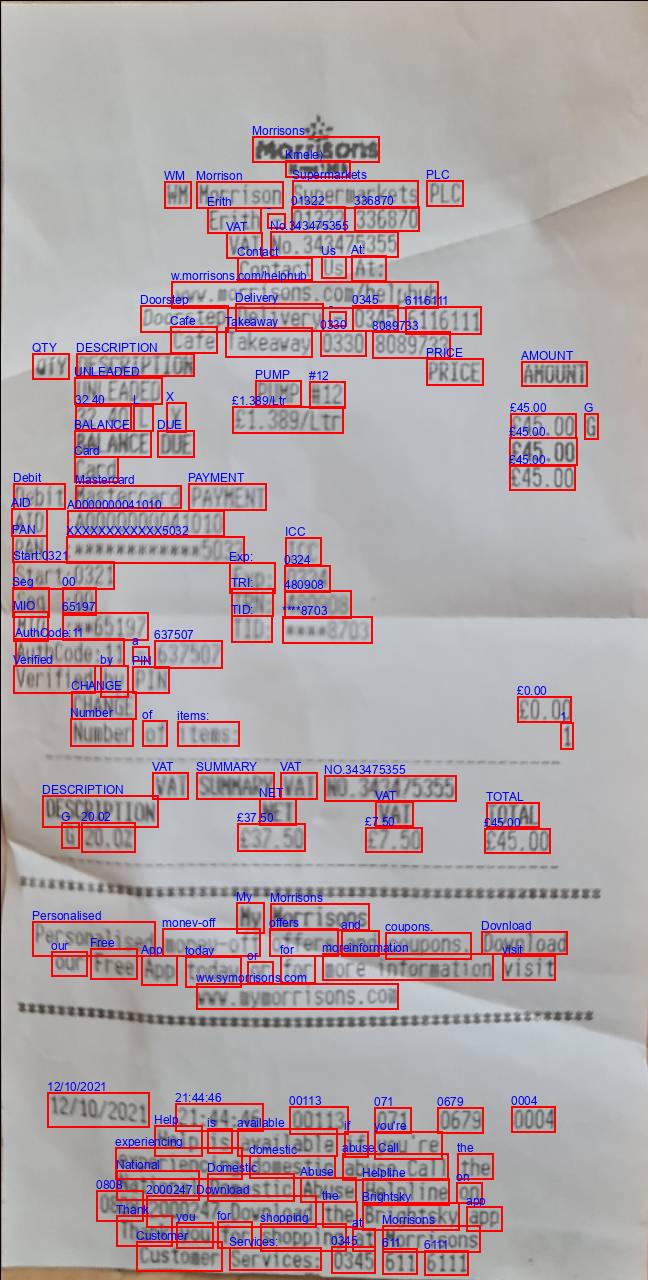 Morrisons
WM Morrison Supermarkets PLC
Erith - 01322 336870
VAT No.343475355
Contact Us At:
www.morrisons.com/helphub
Doorstep Delivery - 0345 6116111
Cafe Takeaway 0330 8089733
QTY DESCRIPTION PRICE AMOUNT
UNLEADED PUMP #12
32.40 L X £1.389/Ltr £45.00 G
BALANCE DUE £45.00
Card £45.00
Debit Mastercard PAYMENT
AID A0000000041010
PAN ************5032 ICC
Start:0321 Exp: 0324
Seq :00 480908
**65197 TID: ****8703
AuthCode:11 = 637507
Verified by PIN
CHANGE £0.00
Number of items: 1
VAT SUMMARY VAT NO.343475355
DESCRIPTION NET VAT TOTAL
G 20.02 £37.50 £7.50 £45.00
My Morrisons
Personalised money-off offers and coupons. Download
our Free App today or for more information visit
www.mymorrisons.com
12/10/2021 21:44:46 00113 071 0679 0004
Help is available if you're
experiencing domestic abuse.Call the
National Domestic Abuse Helpline on
0808 2000247.Download the Brightsky app
Thank you for shopping at Morrisons
Customer Services: 0345 611 6111